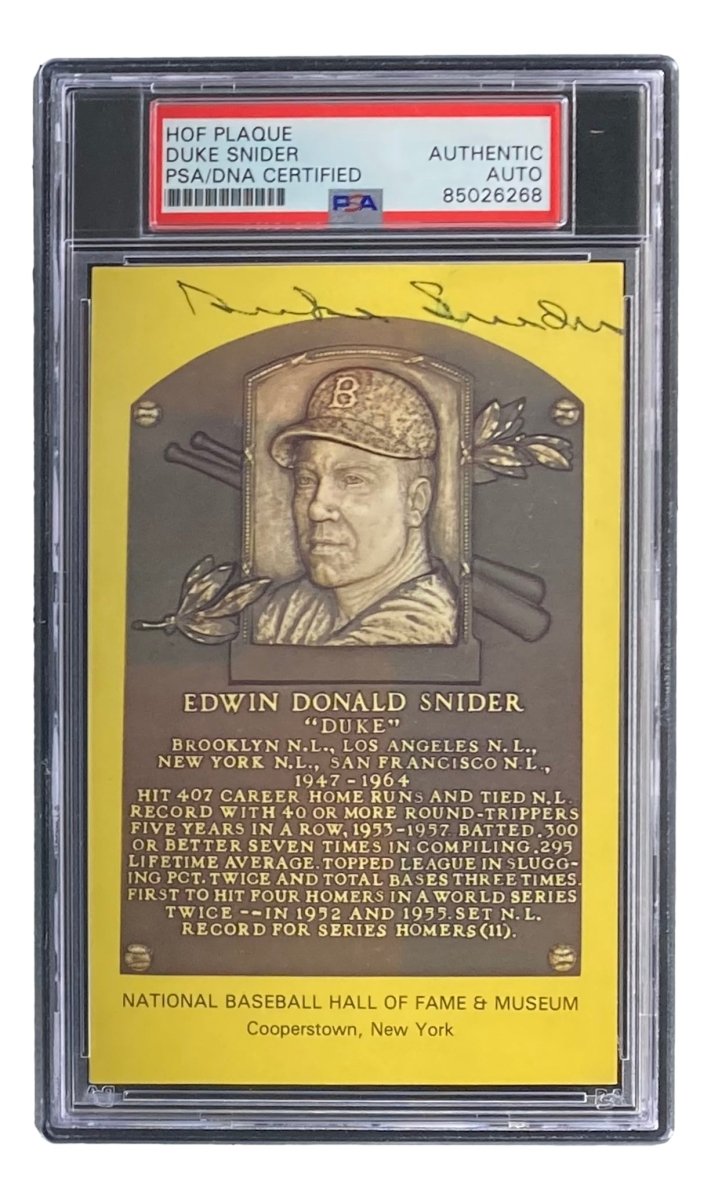 HOF PLAQUE
DUKE SNIDER AUTHENTIC
PSA/DNA CERTIFIED AUTO
PSA 85026268
Duke Snider
B
EDWIN DONALD SNIDER
"DUKE"
BROOKLYN N.L., LOS ANGELES N.L.,
NEW YORK N.L., SAN FRANCISCO N.L.,
1947-1964
HIT 407 CAREER HOME RUNS AND TIED N.L.
RECORD WITH 40 OR MORE ROUND-TRIPPERS
FIVE YEARS IN A ROW, 1953-1957. BATTED .300
OR BETTER SEVEN TIMES IN COMPILING .295
LIFETIME AVERAGE. TOPPED LEAGUE IN SLUGG-
ING PCT. TWICE AND TOTAL BASES THREE TIMES.
FIRST TO HIT FOUR HOMERS IN A WORLD SERIES
TWICE -- IN 1952 AND 1955. SET N.L.
RECORD FOR SERIES HOMERS (11).
NATIONAL BASEBALL HALL OF FAME & MUSEUM
Cooperstown, New York